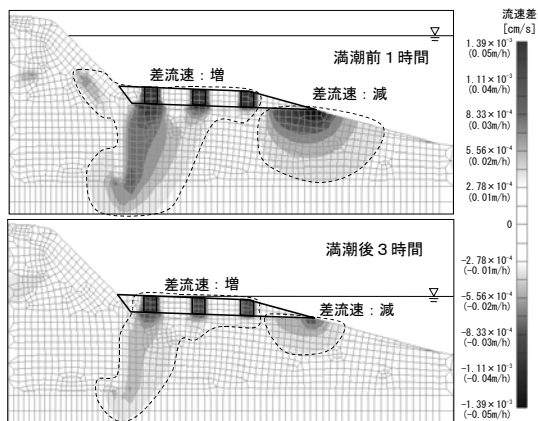 満潮前1時間
差流速：増
差流速：減
満潮後3時間
差流速：増
差流速：減
流速差
[cm/s]
1.39×10⁻³
(0.05m/h)
1.11×10⁻³
(0.04m/h)
8.33×10⁻⁴
(0.03m/h)
5.56×10⁻⁴
(0.02m/h)
2.78×10⁻⁴
(0.01m/h)
0
-2.78×10⁻⁴
(-0.01m/h)
-5.56×10⁻⁴
(-0.02m/h)
-8.33×10⁻⁴
(-0.03m/h)
-1.11×10⁻³
(-0.04m/h)
-1.39×10⁻³
(-0.05m/h)